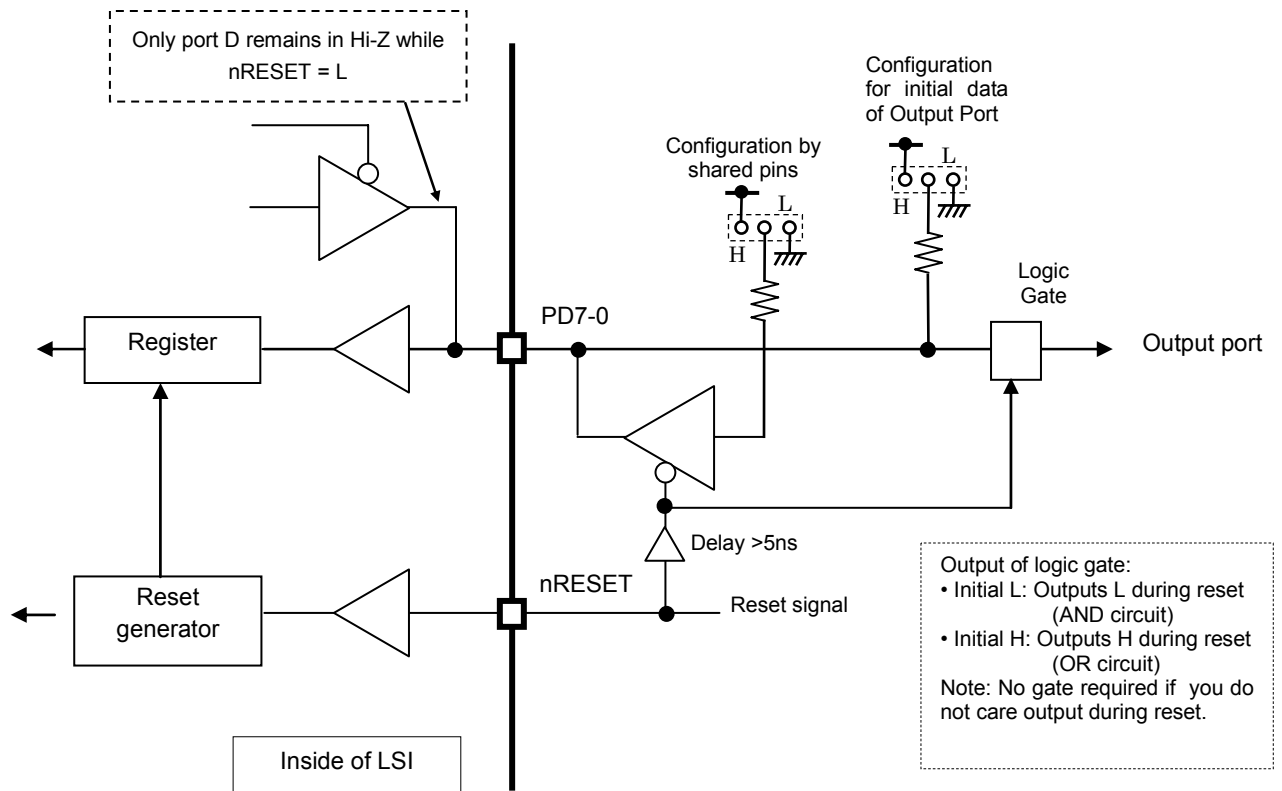 Only port D remains in Hi-Z while
nRESET = L
Configuration
for initial data
of Output Port
L
H
Configuration by
shared pins
L
H
Logic
Gate
PD7-0
Register
Output port
Delay >5ns
nRESET
Reset signal
Reset
generator
Output of logic gate:
• Initial L: Outputs L during reset
(AND circuit)
• Initial H: Outputs H during reset
(OR circuit)
Note: No gate required if you do
not care output during reset.
Inside of LSI